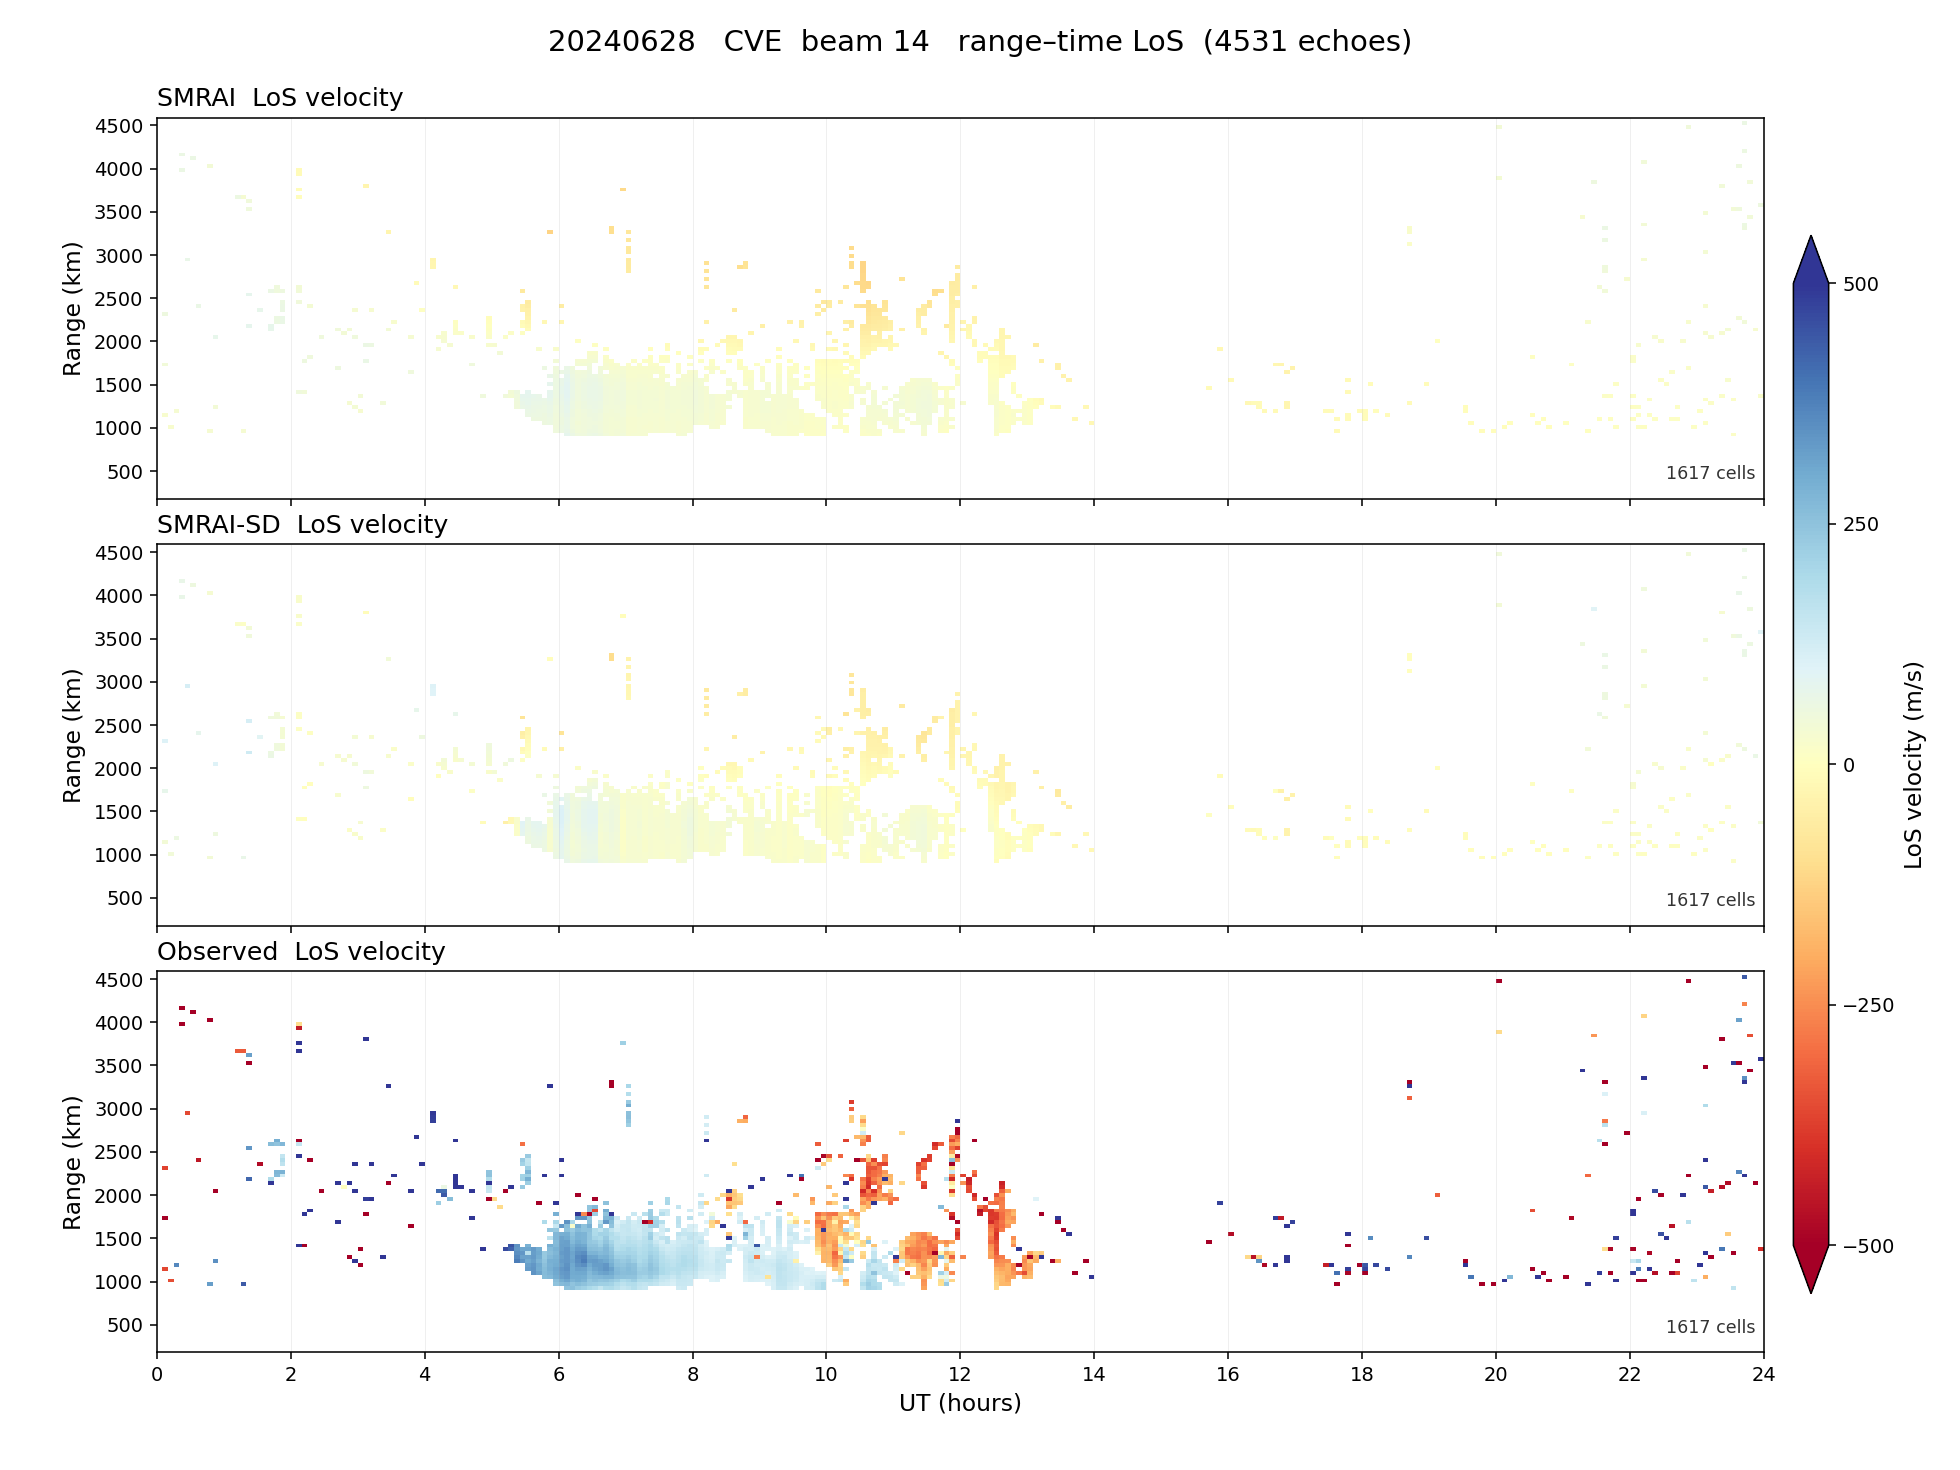 20240628   CVE  beam 14   range–time LoS  (4531 echoes)
SMRAI  LoS velocity
4500
4000
3500
3000
2500
2000
1500
1000
500
Range (km)
1617 cells
SMRAI-SD  LoS velocity
4500
4000
3500
3000
2500
2000
1500
1000
500
Range (km)
1617 cells
Observed  LoS velocity
4500
4000
3500
3000
2500
2000
1500
1000
500
Range (km)
1617 cells
0 2 4 6 8 10 12 14 16 18 20 22 24
UT (hours)
500
250
0
−250
−500
LoS velocity (m/s)